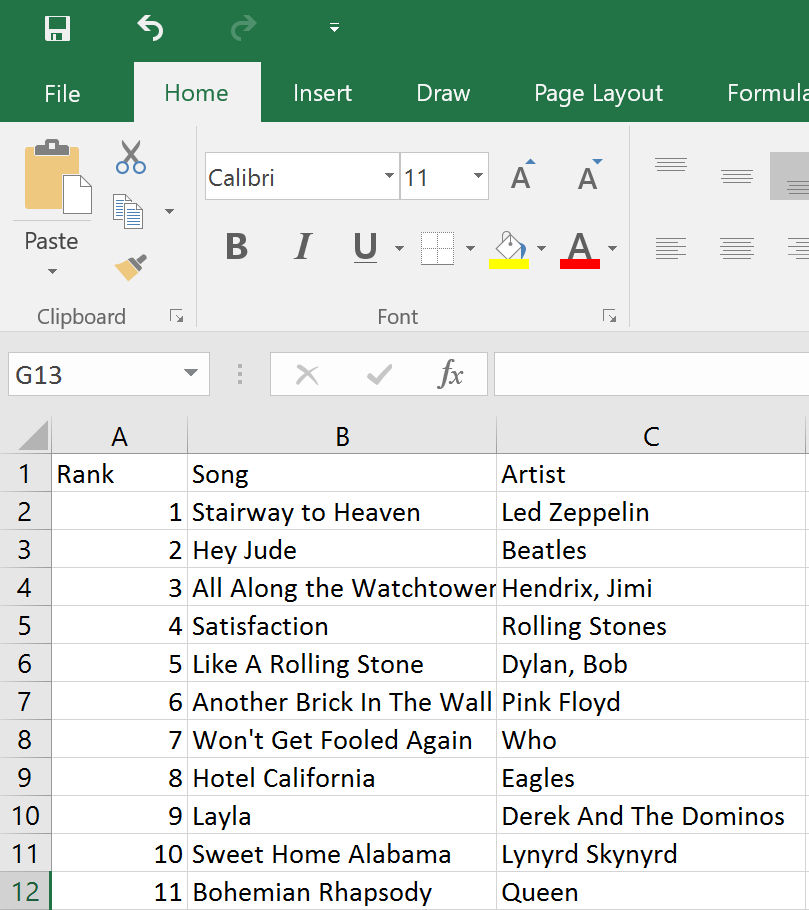 File Home Insert Draw Page Layout Formula
Calibri 11 A A
Paste B I U A
Clipboard Font
G13 fx
A B C
1 Rank Song Artist
2 1 Stairway to Heaven Led Zeppelin
3 2 Hey Jude Beatles
4 3 All Along the Watchtower Hendrix, Jimi
5 4 Satisfaction Rolling Stones
6 5 Like A Rolling Stone Dylan, Bob
7 6 Another Brick In The Wall Pink Floyd
8 7 Won't Get Fooled Again Who
9 8 Hotel California Eagles
10 9 Layla Derek And The Dominos
11 10 Sweet Home Alabama Lynyrd Skynyrd
12 11 Bohemian Rhapsody Queen